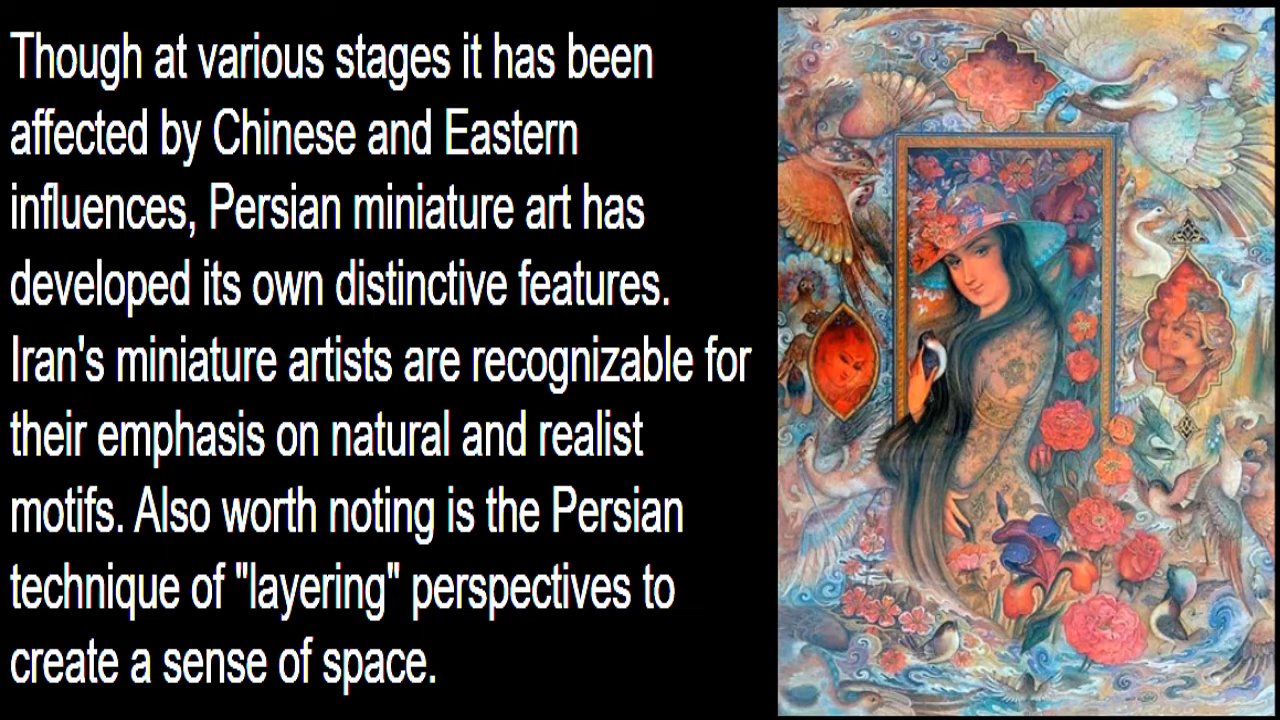 Though at various stages it has been
affected by Chinese and Eastern
influences, Persian miniature art has
developed its own distinctive features.
Iran's miniature artists are recognizable for
their emphasis on natural and realist
motifs. Also worth noting is the Persian
technique of "layering" perspectives to
create a sense of space.